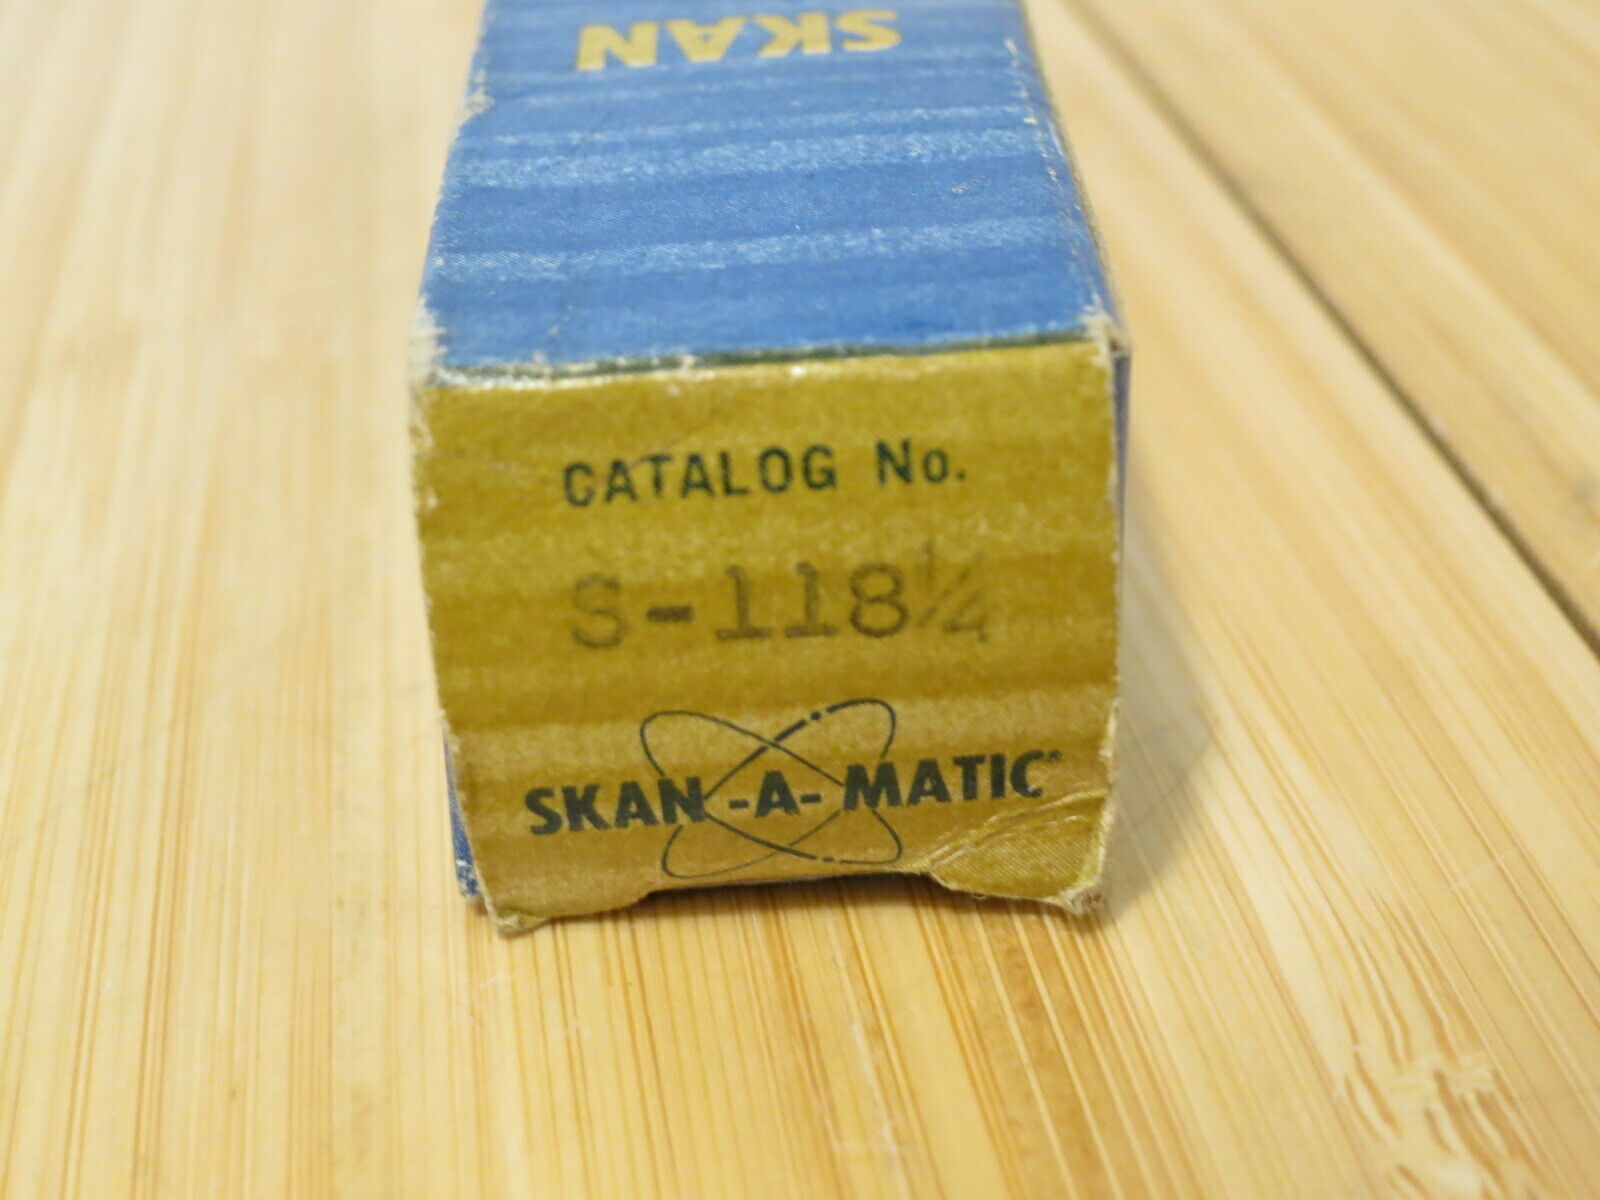 SKAN
CATALOG No.
S-118¼
SKAN-A-MATIC®